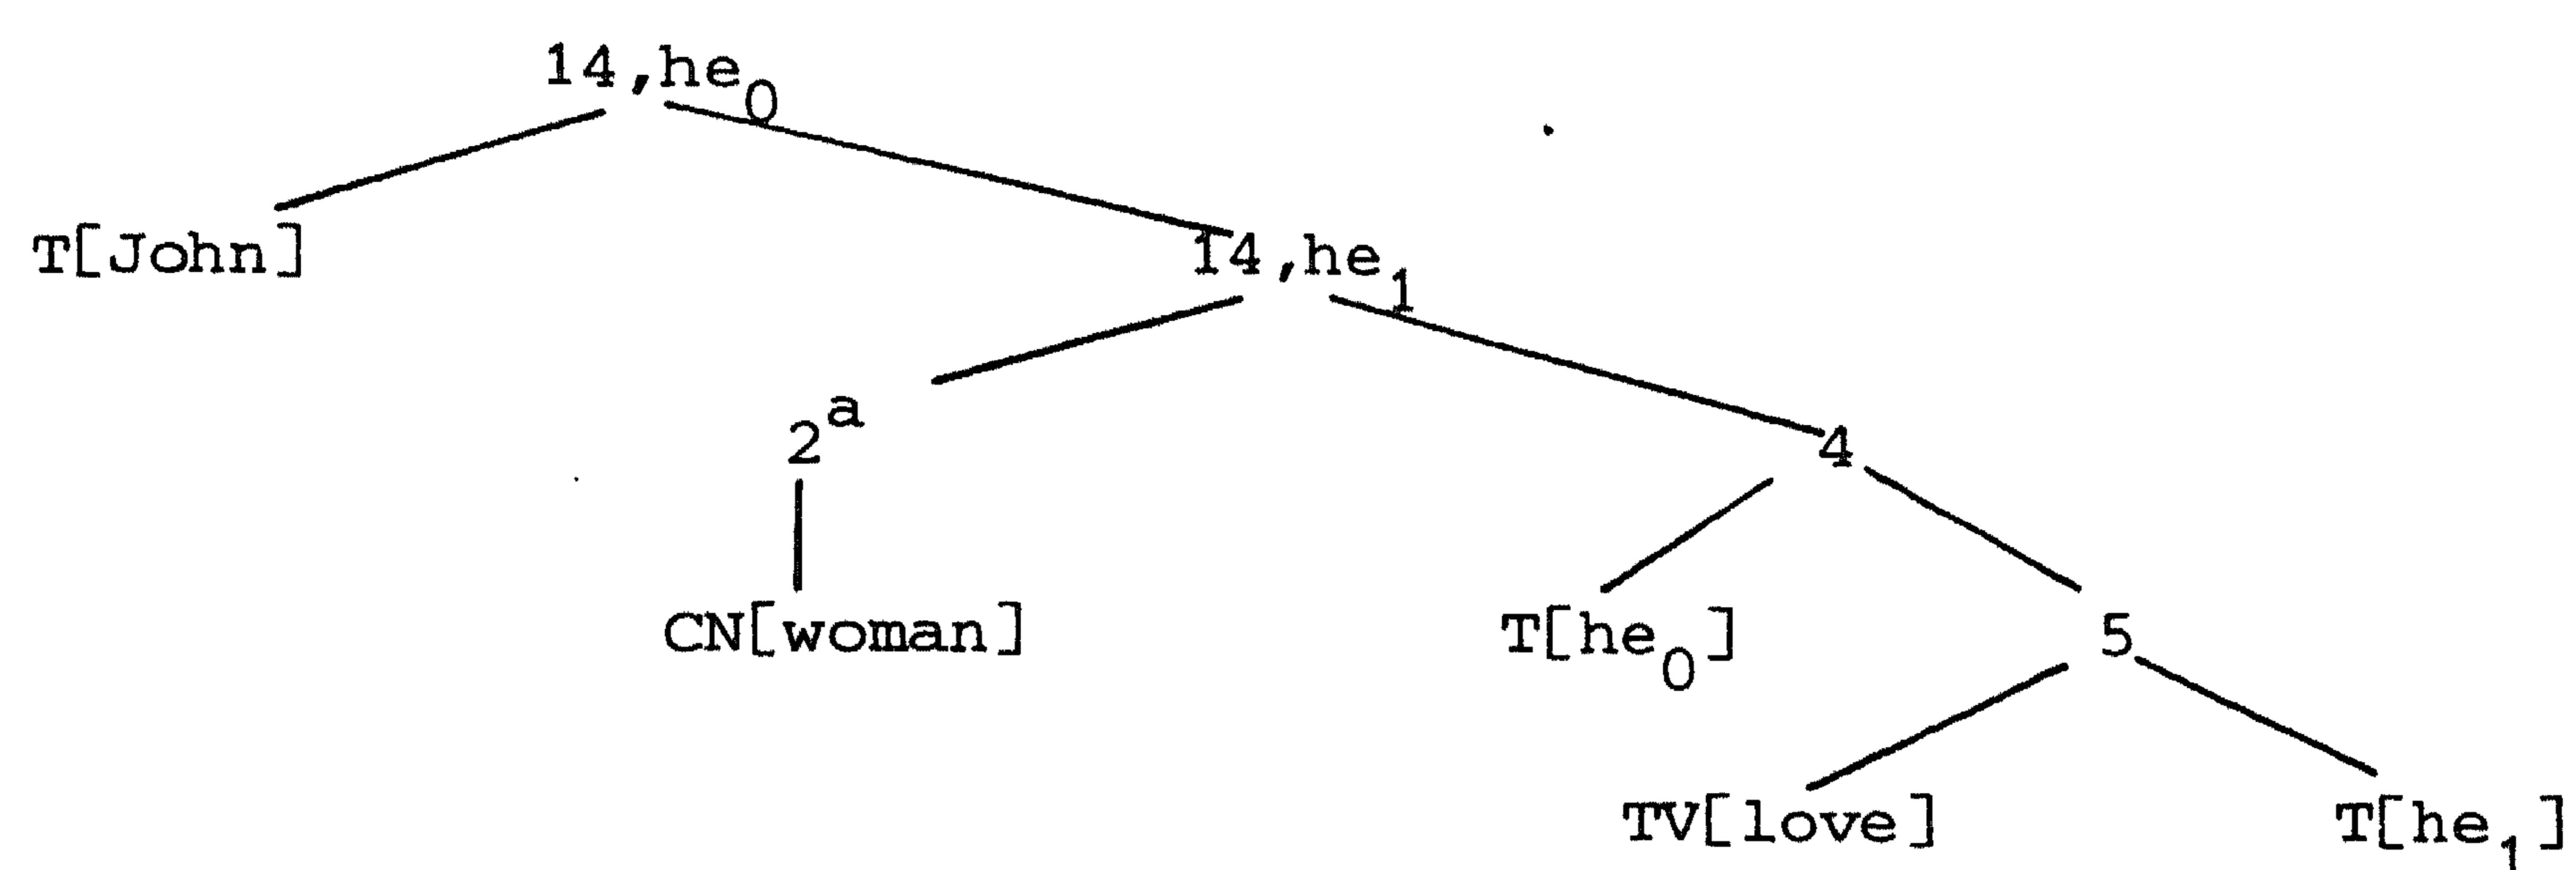 14,he₀
T[John] 14,he₁
2ᵃ 4
CN[woman] T[he₀] 5
TV[love] T[he₁]